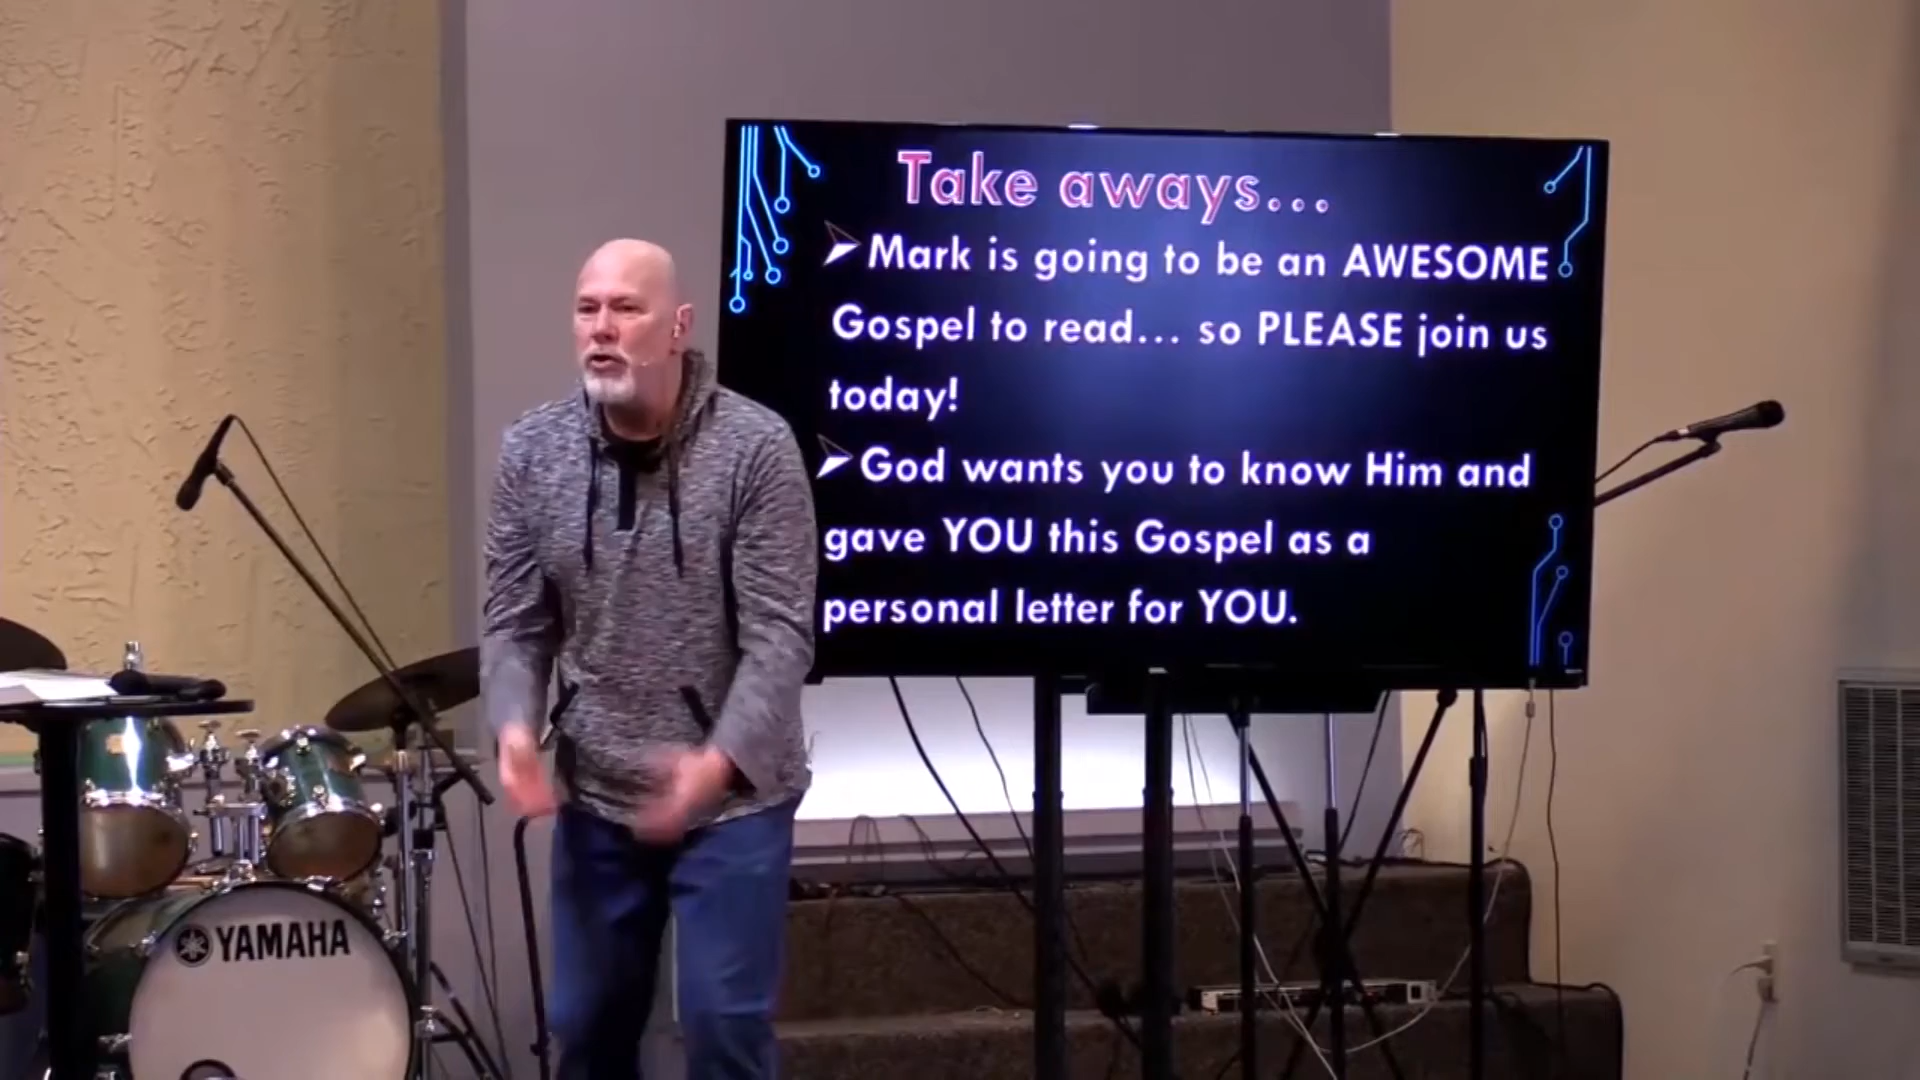 Take aways...
Mark is going to be an AWESOME
Gospel to read... so PLEASE join us
today!
God wants you to know Him and
gave YOU this Gospel as a
personal letter for YOU.
YAMAHA